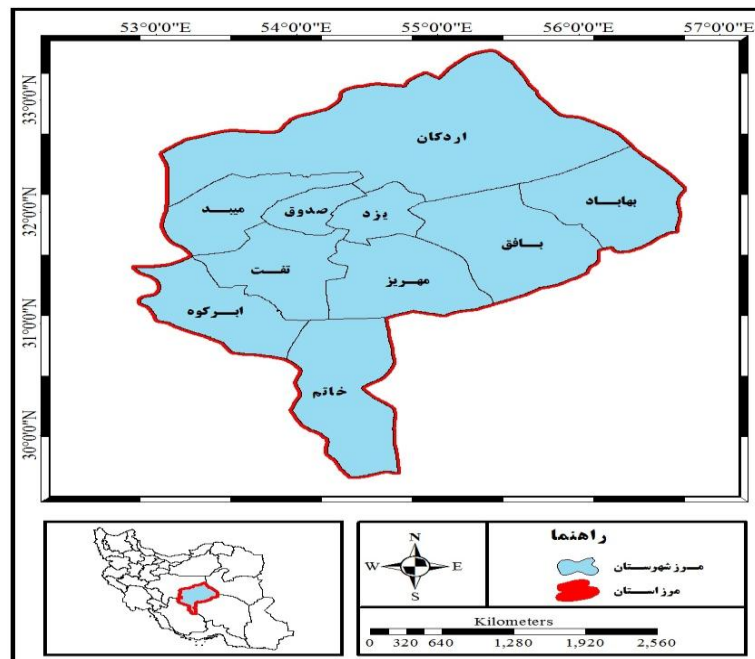 53°0'0"E 54°0'0"E 55°0'0"E 56°0'0"E 57°0'0"E
33°0'0"N
32°0'0"N
31°0'0"N
30°0'0"N
اردکان
بهاباد
میبد
صدوق
یزد
بافق
تفت
مهریز
ابرکوه
خاتم
N
W E
S
راهنما
مرز شهرستان
مرز استان
Kilometers
0 320 640 1,280 1,920 2,560